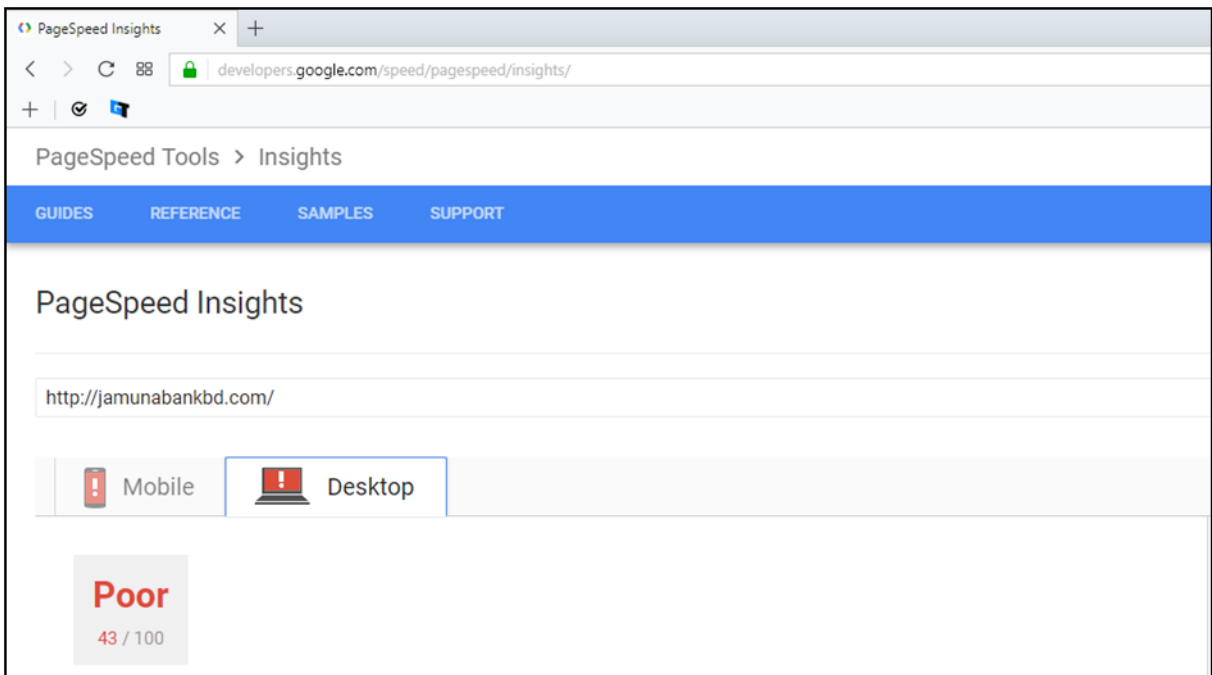 PageSpeed Insights
developers.google.com/speed/pagespeed/insights/
PageSpeed Tools > Insights
GUIDES REFERENCE SAMPLES SUPPORT
PageSpeed Insights
http://jamunabankbd.com/
Mobile Desktop
Poor
43 / 100